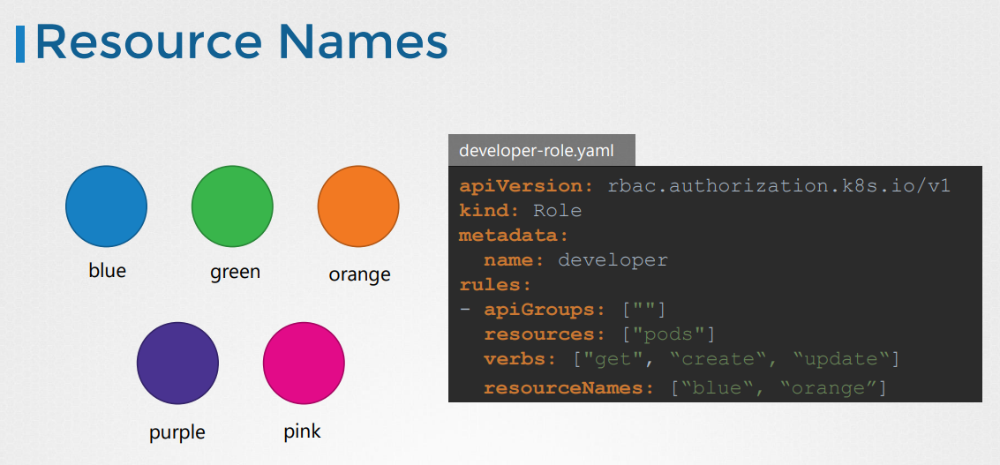 Resource Names
blue
green
orange
purple
pink
developer-role.yaml
apiVersion: rbac.authorization.k8s.io/v1
kind: Role
metadata:
  name: developer
rules:
- apiGroups: [""]
  resources: ["pods"]
  verbs: ["get", “create“, “update“]
  resourceNames: [“blue“, “orange”]